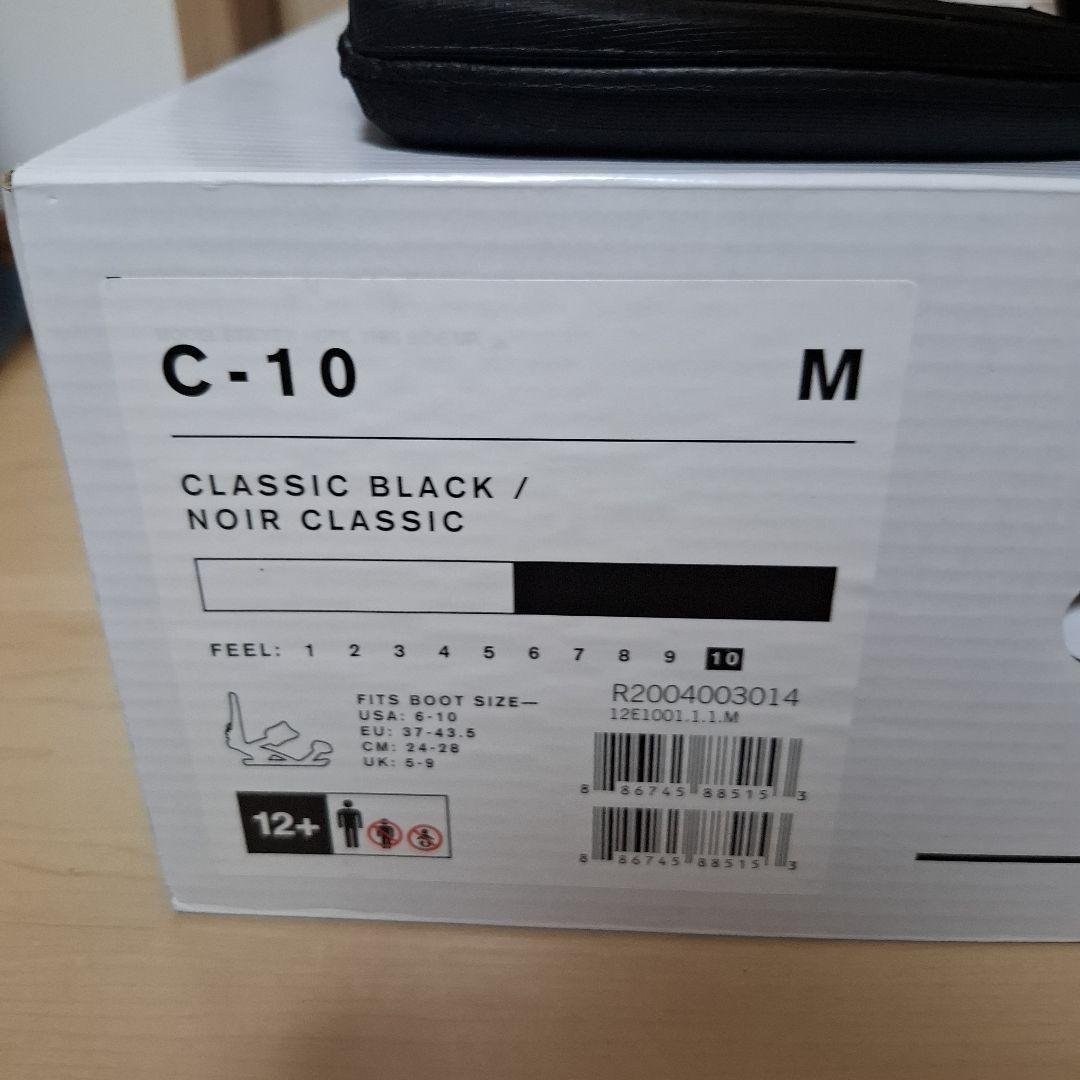 C-10 M
CLASSIC BLACK /
NOIR CLASSIC
FEEL: 1 2 3 4 5 6 7 8 9 10
FITS BOOT SIZE—
USA: 6-10
EU: 37-43.5
CM: 24-28
UK: 5-9
R2004003014
12E1001.1.1.M
8 86745 88515 3
8 86745 88515 3
12+